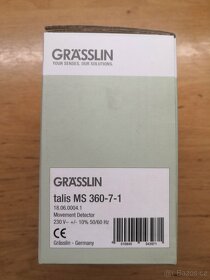 GRÄSSLIN
YOUR SENSES. OUR SOLUTIONS.
GRÄSSLIN
talis MS 360-7-1
18.06.0004.1
Movement Detector
230 V~ +/- 10% 50/60 Hz
CE
Grässlin - Germany